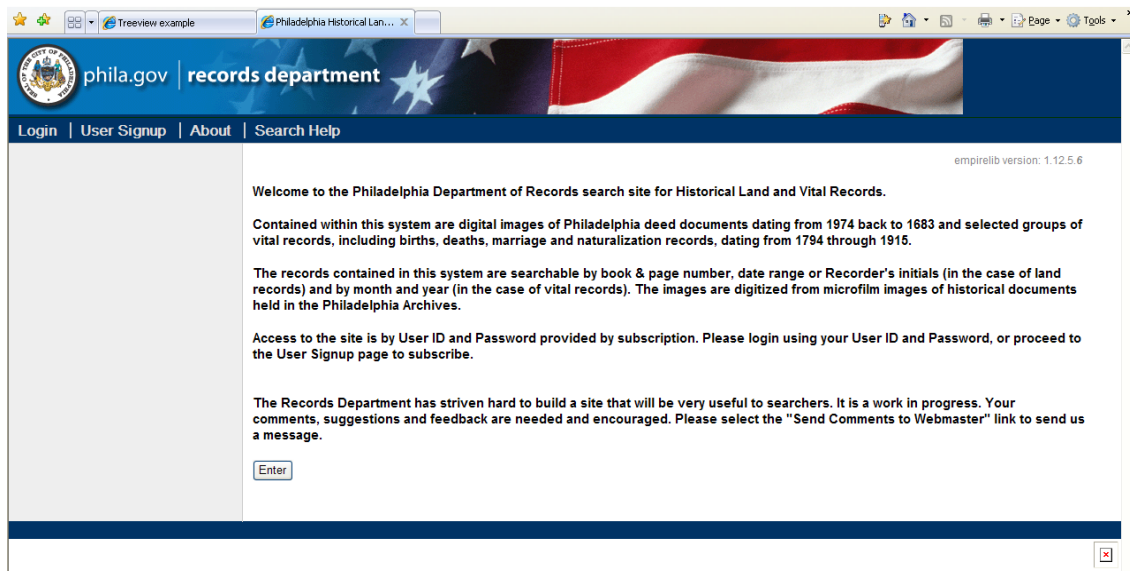 Treeview example
Philadelphia Historical Lan...
Page
Tools
phila.gov | records department
Login | User Signup | About | Search Help
empirelib version: 1.12.5.6
Welcome to the Philadelphia Department of Records search site for Historical Land and Vital Records.
Contained within this system are digital images of Philadelphia deed documents dating from 1974 back to 1683 and selected groups of
vital records, including births, deaths, marriage and naturalization records, dating from 1794 through 1915.
The records contained in this system are searchable by book & page number, date range or Recorder's initials (in the case of land
records) and by month and year (in the case of vital records). The images are digitized from microfilm images of historical documents
held in the Philadelphia Archives.
Access to the site is by User ID and Password provided by subscription. Please login using your User ID and Password, or proceed to
the User Signup page to subscribe.
The Records Department has striven hard to build a site that will be very useful to searchers. It is a work in progress. Your
comments, suggestions and feedback are needed and encouraged. Please select the "Send Comments to Webmaster" link to send us
a message.
Enter